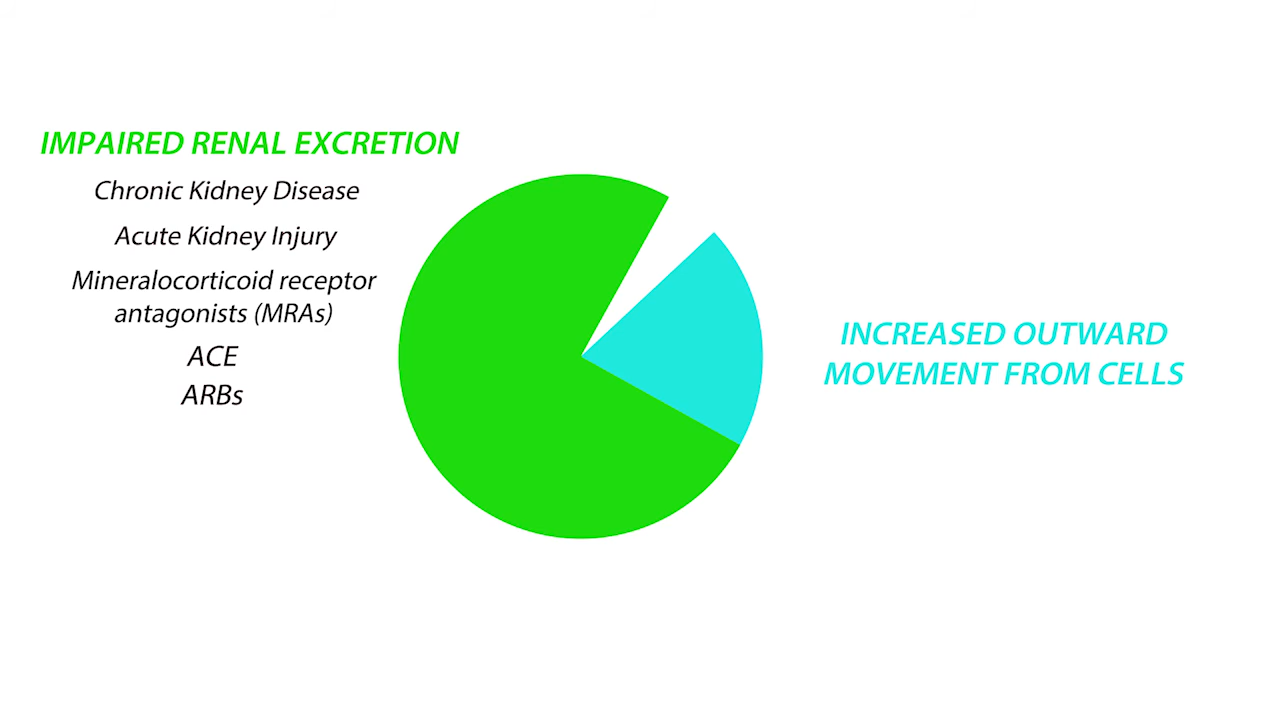 IMPAIRED RENAL EXCRETION
Chronic Kidney Disease
Acute Kidney Injury
Mineralocorticoid receptor
antagonists (MRAs)
ACE
ARBs
INCREASED OUTWARD
MOVEMENT FROM CELLS